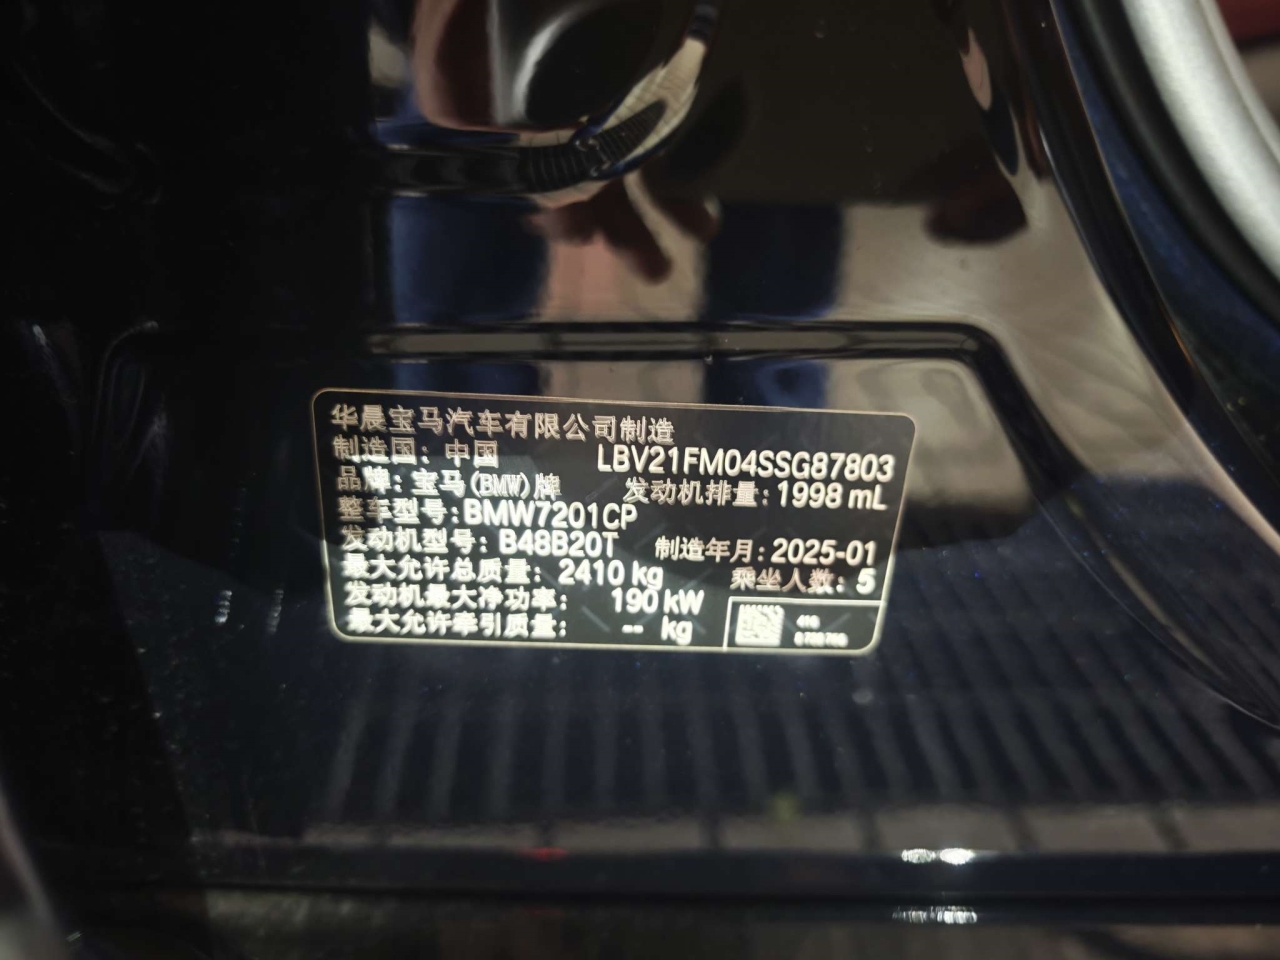 华晨宝马汽车有限公司制造
制造国：中国 LBV21FM04SSG87803
品牌：宝马(BMW)牌 发动机排量：1998 mL
整车型号：BMW7201CP
发动机型号：B48B20T 制造年月：2025-01
最大允许总质量：2410 kg 乘坐人数：5
发动机最大净功率：190 kW
最大允许牵引质量：-- kg